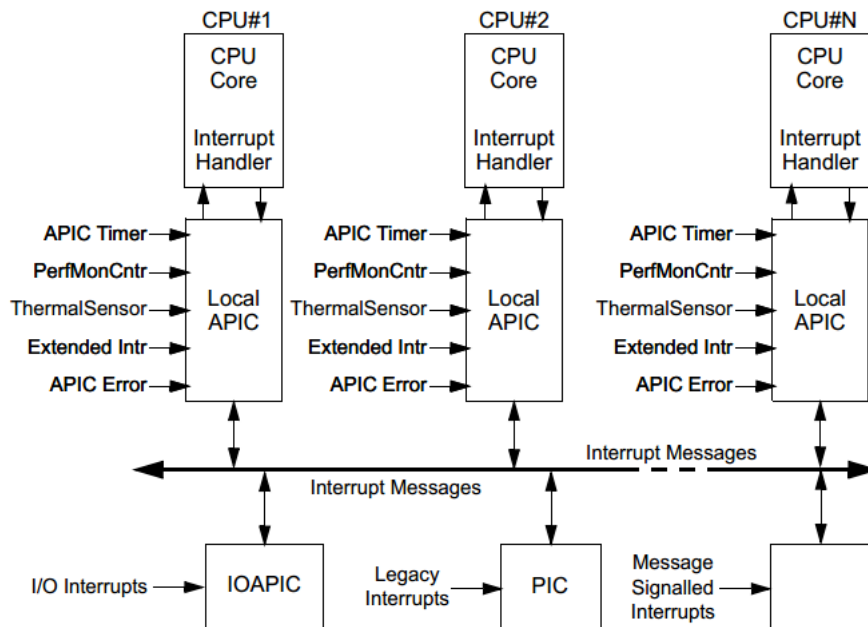 CPU#1
CPU#2
CPU#N
CPU
Core
CPU
Core
CPU
Core
Interrupt
Handler
Interrupt
Handler
Interrupt
Handler
APIC Timer
PerfMonCntr
ThermalSensor
Extended Intr
APIC Error
Local
APIC
APIC Timer
PerfMonCntr
ThermalSensor
Extended Intr
APIC Error
Local
APIC
APIC Timer
PerfMonCntr
ThermalSensor
Extended Intr
APIC Error
Local
APIC
Interrupt Messages
Interrupt Messages
I/O Interrupts
IOAPIC
Legacy
Interrupts
PIC
Message
Signalled
Interrupts